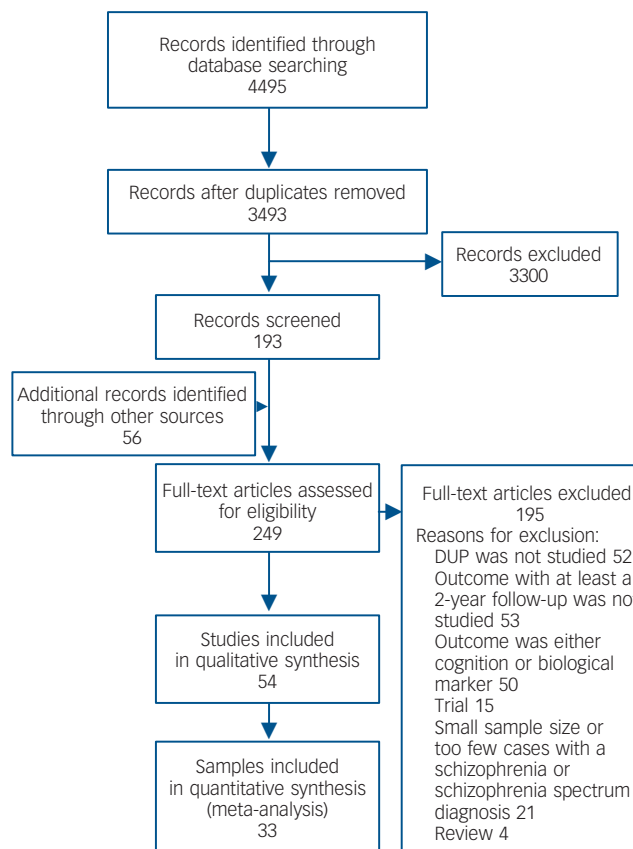 Records identified through
database searching
4495
Records after duplicates removed
3493
Records excluded
3300
Records screened
193
Additional records identified
through other sources
56
Full-text articles assessed
for eligibility
249
Full-text articles excluded
195
Reasons for exclusion:
DUP was not studied 52
Outcome with at least a
2-year follow-up was not
studied 53
Outcome was either
cognition or biological
marker 50
Trial 15
Small sample size or
too few cases with a
schizophrenia or
schizophrenia spectrum
diagnosis 21
Review 4
Studies included
in qualitative synthesis
54
Samples included
in quantitative synthesis
(meta-analysis)
33